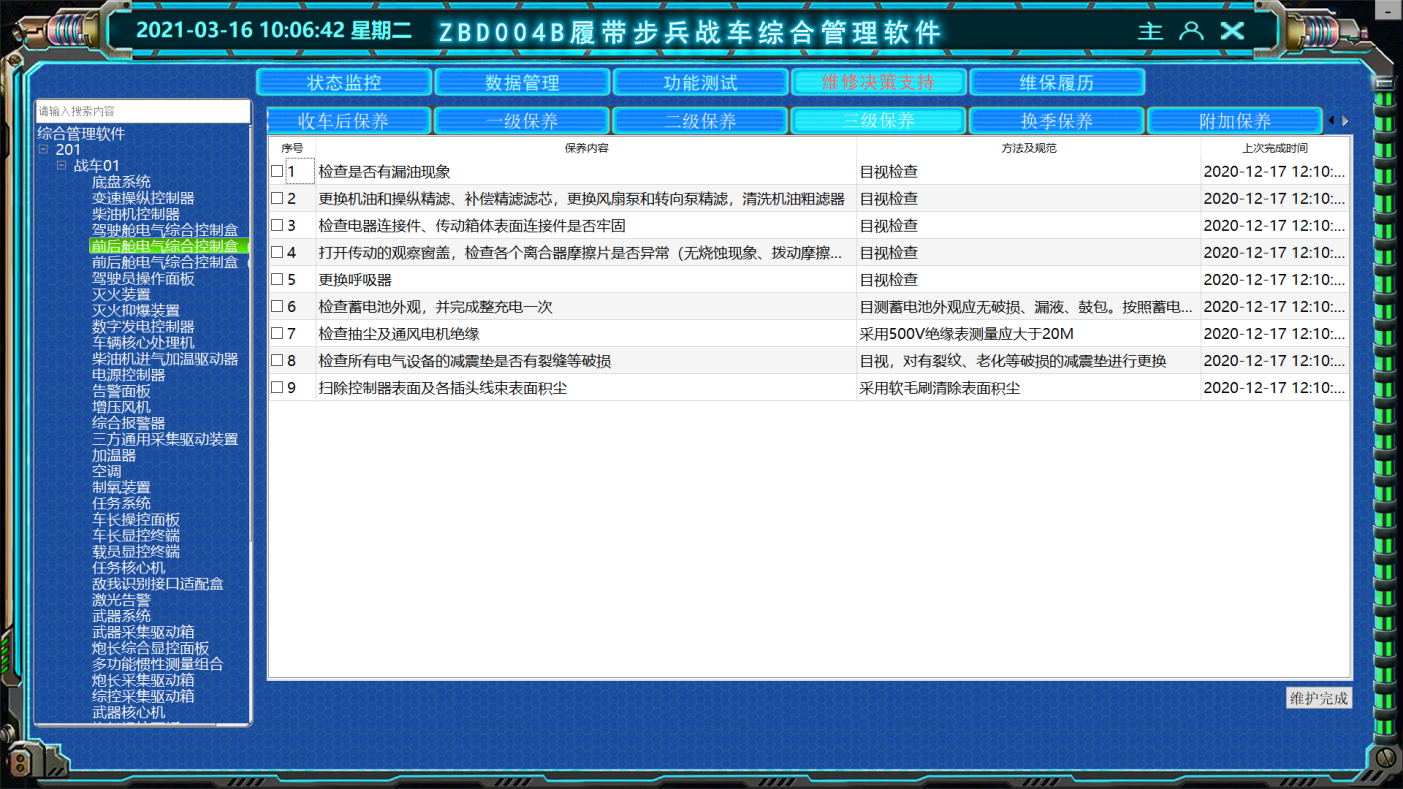 2021-03-16 10:06:42 星期二
ZBD004B履带步兵战车综合管理软件
主
状态监控
数据管理
功能测试
维修决策支持
维保履历
收车后保养
一级保养
二级保养
三级保养
换季保养
附加保养
请输入搜索内容
综合管理软件
201
战车01
底盘系统
变速操纵控制器
柴油机控制器
驾驶舱电气综合控制盒
前后舱电气综合控制盒（
前后舱电气综合控制盒（
驾驶员操作面板
灭火装置
灭火抑爆装置
数字发电控制器
车辆核心处理机
柴油机进气加温驱动器
电源控制器
告警面板
增压风机
综合报警器
三方通用采集驱动装置
加温器
空调
制氧装置
任务系统
车长操控面板
车长显控终端
载员显控终端
任务核心机
敌我识别接口适配盒
激光告警
武器系统
武器采集驱动箱
炮长综合显控面板
多功能惯性测量组合
炮长采集驱动箱
综控采集驱动箱
武器核心机
序号 保养内容 方法及规范 上次完成时间
1 检查是否有漏油现象 目视检查 2020-12-17 12:10:...
2 更换机油和操纵精滤、补偿精滤滤芯，更换风扇泵和转向泵精滤，清洗机油粗滤器 目视检查 2020-12-17 12:10:...
3 检查电器连接件、传动箱体表面连接件是否牢固 目视检查 2020-12-17 12:10:...
4 打开传动的观察窗盖，检查各个离合器摩擦片是否异常（无烧蚀现象、拨动摩擦... 目视检查 2020-12-17 12:10:...
5 更换呼吸器 目视检查 2020-12-17 12:10:...
6 检查蓄电池外观，并完成整充电一次 目测蓄电池外观应无破损、漏液、鼓包。按照蓄电... 2020-12-17 12:10:...
7 检查抽尘及通风电机绝缘 采用500V绝缘表测量应大于20M 2020-12-17 12:10:...
8 检查所有电气设备的减震垫是否有裂缝等破损 目视，对有裂纹、老化等破损的减震垫进行更换 2020-12-17 12:10:...
9 扫除控制器表面及各插头线束表面积尘 采用软毛刷清除表面积尘 2020-12-17 12:10:...
维护完成